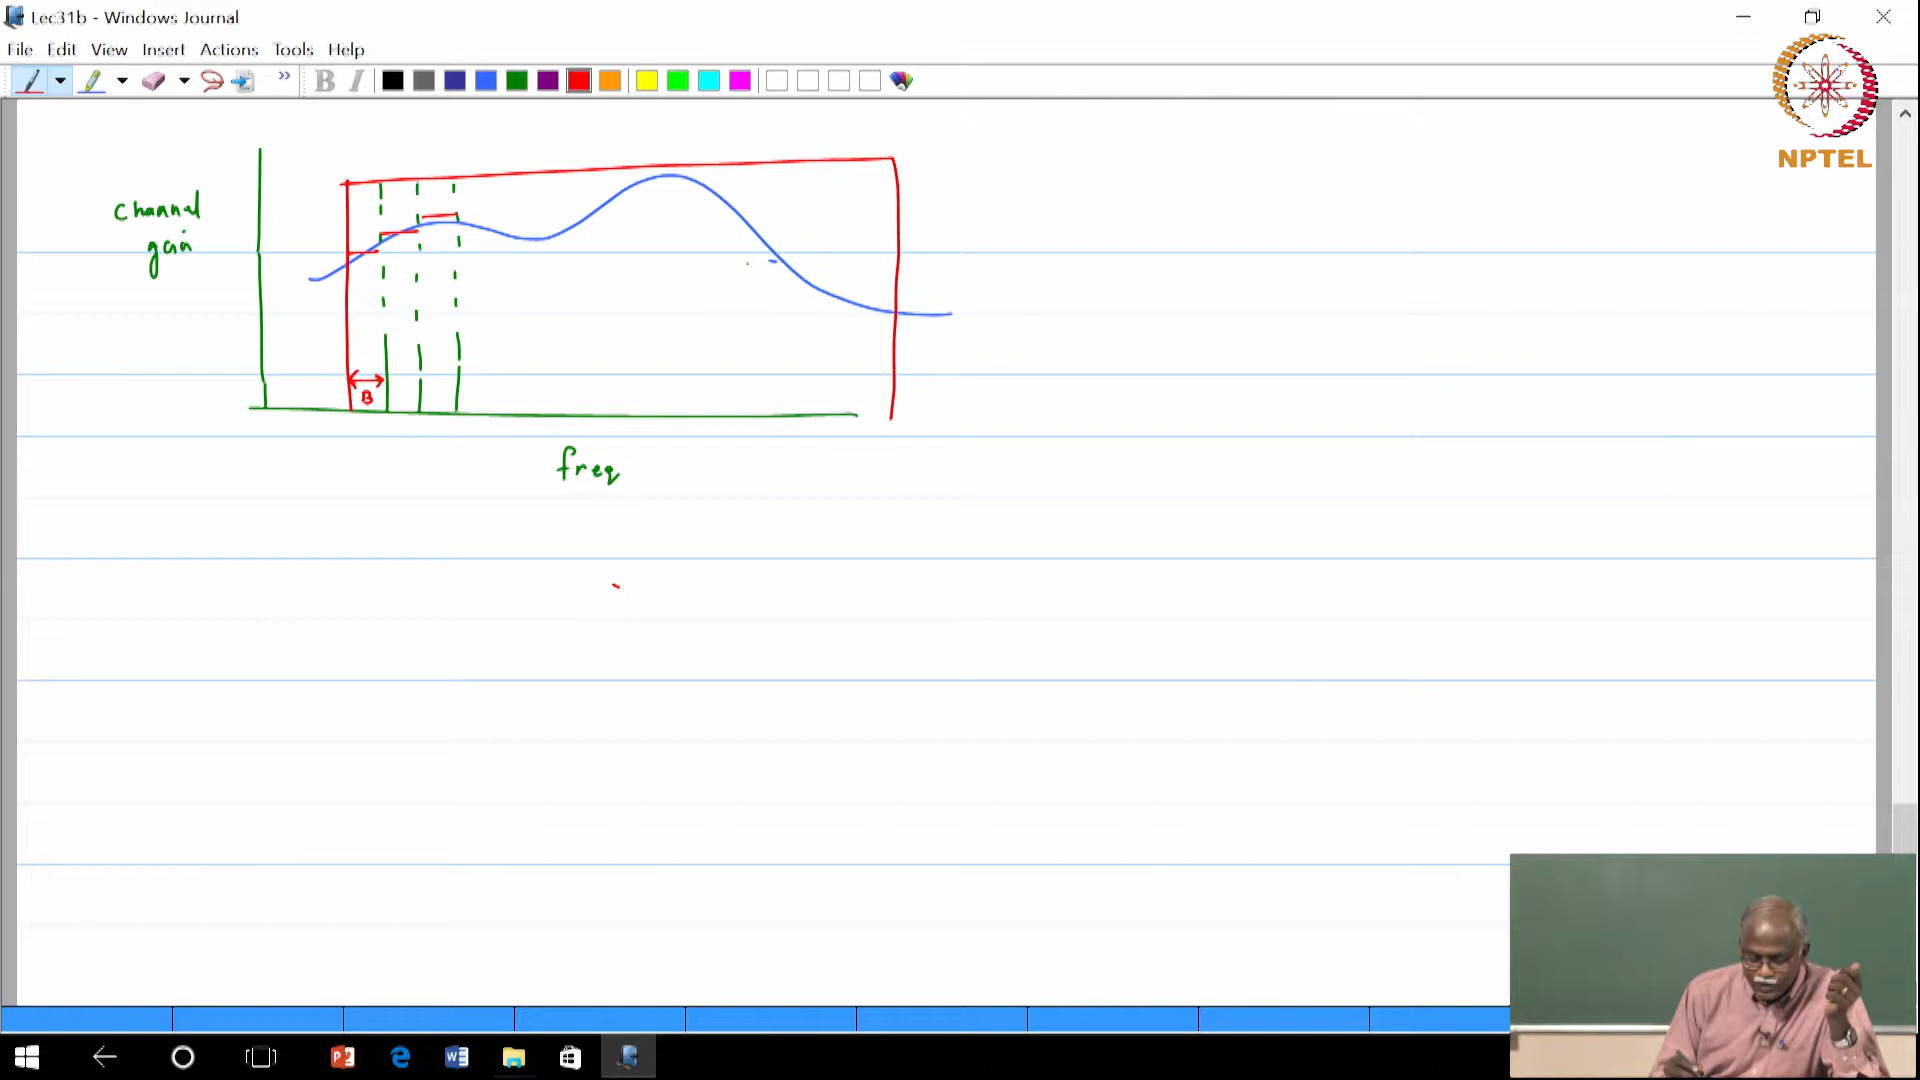 Lec31b - Windows Journal
File Edit View Insert Actions Tools Help
B I
NPTEL
Channel
gain
B
freq